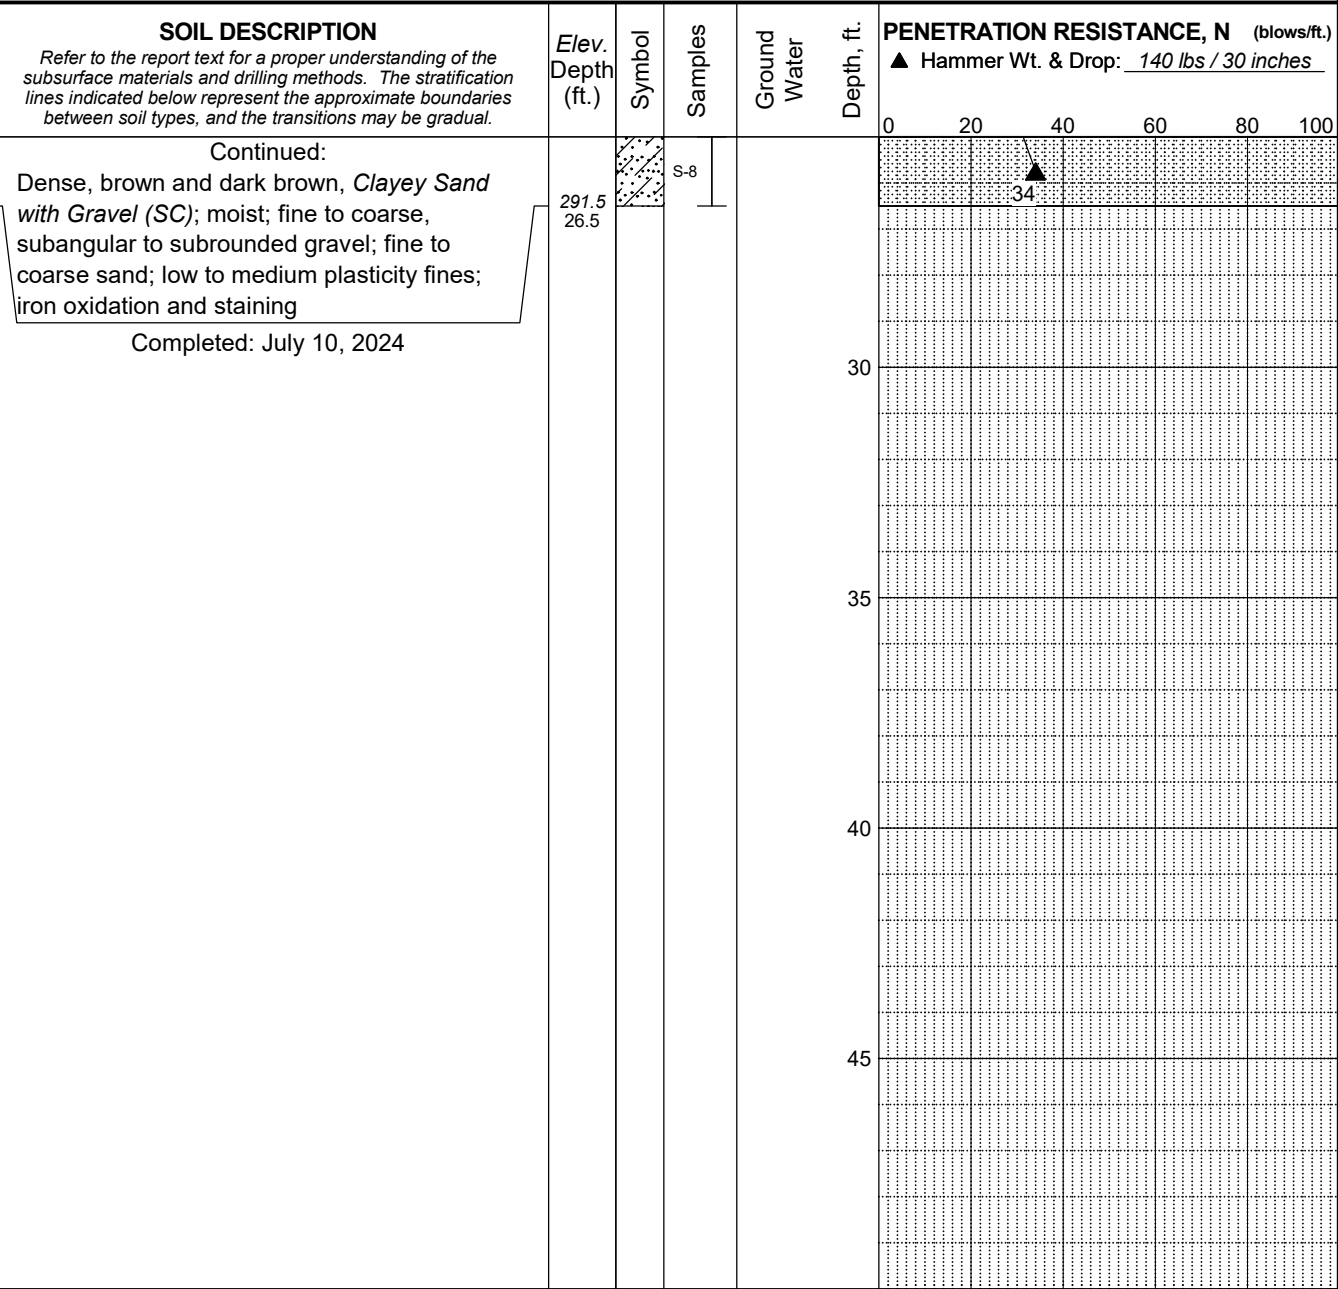 SOIL DESCRIPTION
Refer to the report text for a proper understanding of the
subsurface materials and drilling methods. The stratification
lines indicated below represent the approximate boundaries
between soil types, and the transitions may be gradual.
Elev.
Depth
(ft.)
Symbol
Samples
Ground
Water
Depth, ft.
PENETRATION RESISTANCE, N (blows/ft.)
▲ Hammer Wt. & Drop: 140 lbs / 30 inches
0 20 40 60 80 100
Continued:
Dense, brown and dark brown, Clayey Sand
with Gravel (SC); moist; fine to coarse,
subangular to subrounded gravel; fine to
coarse sand; low to medium plasticity fines;
iron oxidation and staining
Completed: July 10, 2024
291.5
26.5
S-8
34
30
35
40
45